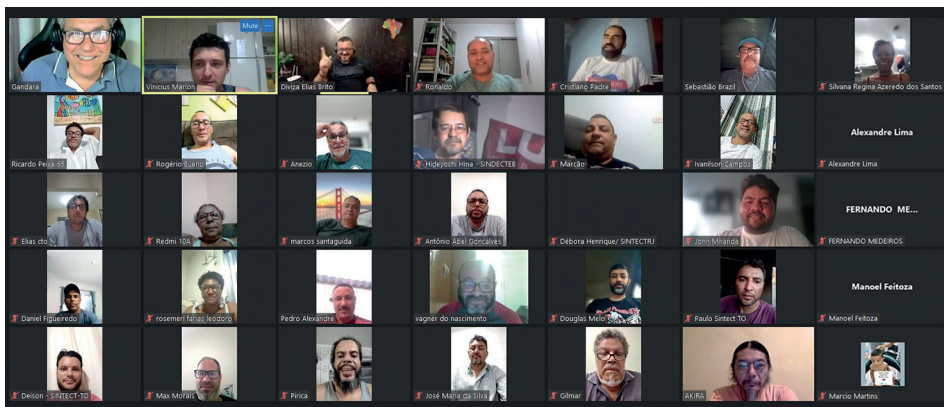 Mute ...
Gandara
Vinicius Marion
Diviza Elias Brito
Ronaldo
Cristiano Padre
Sebastião Brazil
Silvana Regina Azeredo dos Santos
Ricardo Peixe 65
Rogério Bueno
Anezio
Hideyochi Hina - SINDECTEB
Marcão
Ivanilson Campos
Alexandre Lima
Alexandre Lima
Elias cto
Redmi 10A
marcos santaguida
Antônio Abel Goncalves
Débora Henrique/ SINTECTRJ
John Miranda
FERNANDO ME...
FERNANDO MEDEIROS
Daniel Figueiredo
rosemeri farias leodoro
Pedro Alexandre
vagner do nascimento
Douglas Melo
Paulo Sintect TO
Manoel Feitoza
Manoel Feitoza
Deison - SINTECT-TO
Max Morais
Pirica
José Maria da Silva
Gilmar
AKIRA
Marcio Martins